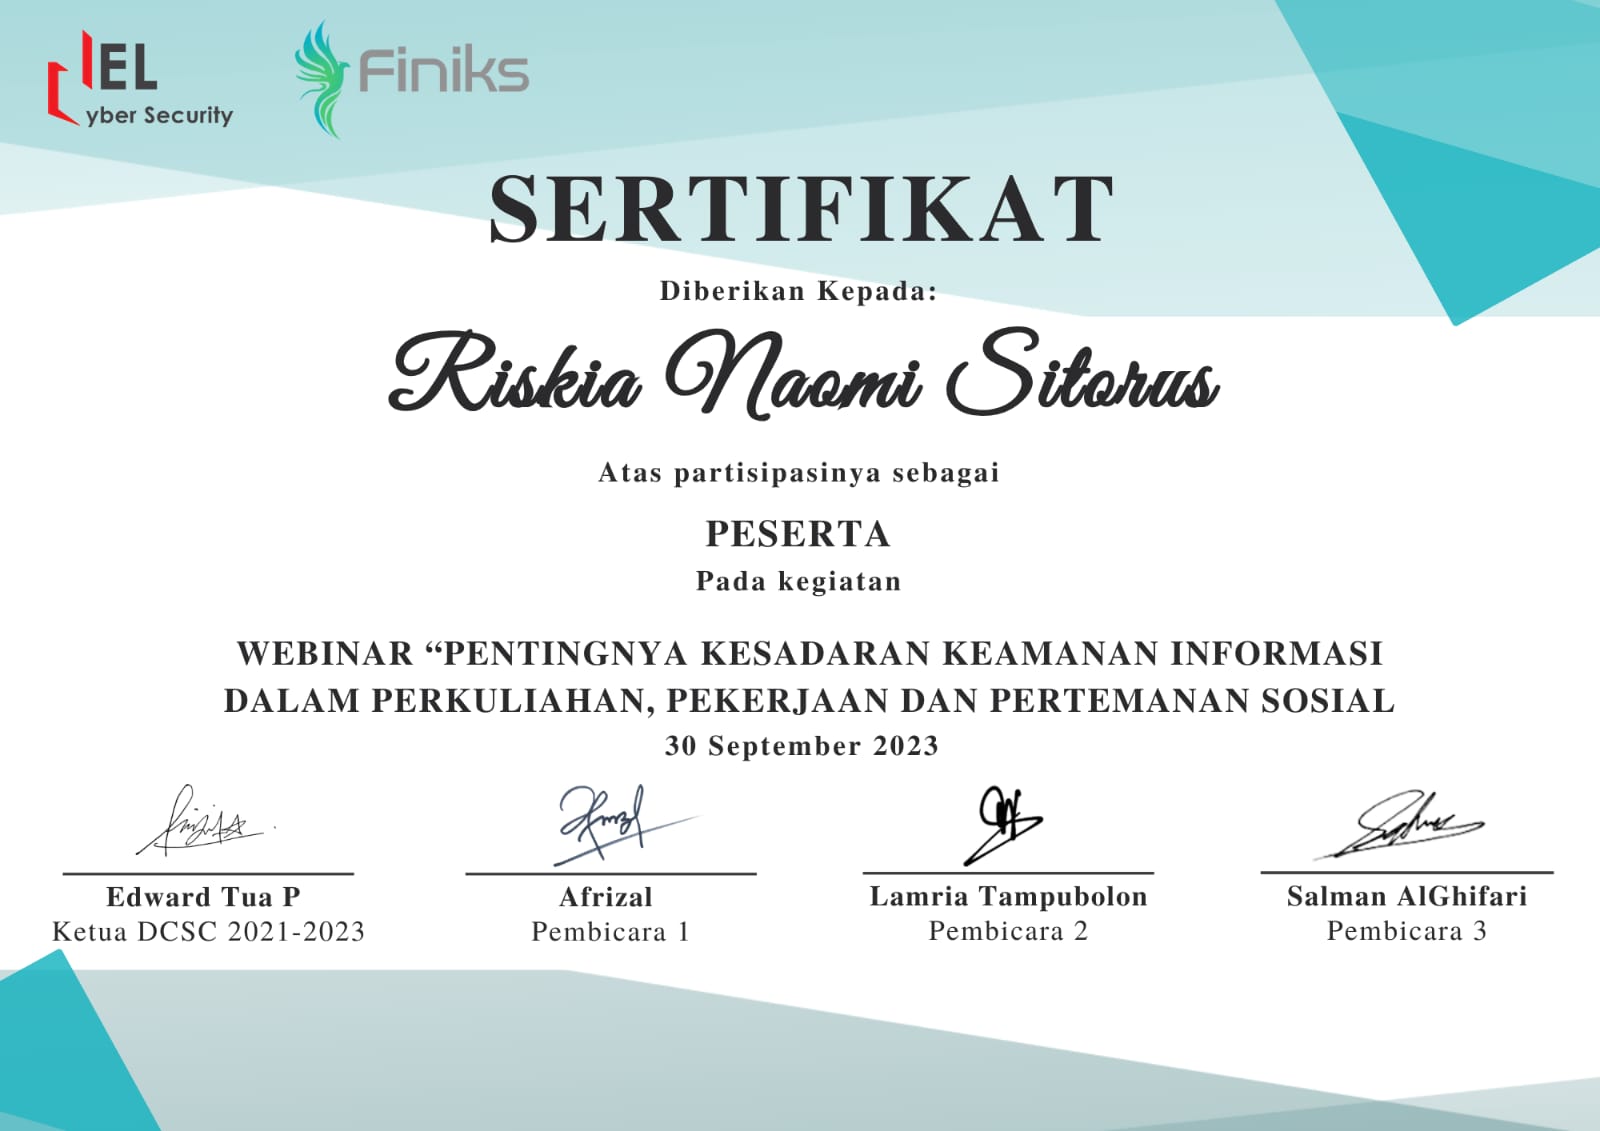 EL
yber Security
Finiks
SERTIFIKAT
Diberikan Kepada:
Riskia Naomi Sitorus
Atas partisipasinya sebagai
PESERTA
Pada kegiatan
WEBINAR “PENTINGNYA KESADARAN KEAMANAN INFORMASI
DALAM PERKULIAHAN, PEKERJAAN DAN PERTEMANAN SOSIAL
30 September 2023
Edward Tua P
Ketua DCSC 2021-2023
Afrizal
Pembicara 1
Lamria Tampubolon
Pembicara 2
Salman AlGhifari
Pembicara 3